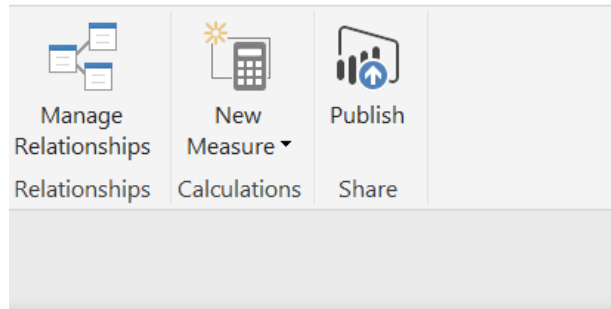 Manage
Relationships
New
Measure
Publish
Relationships
Calculations
Share